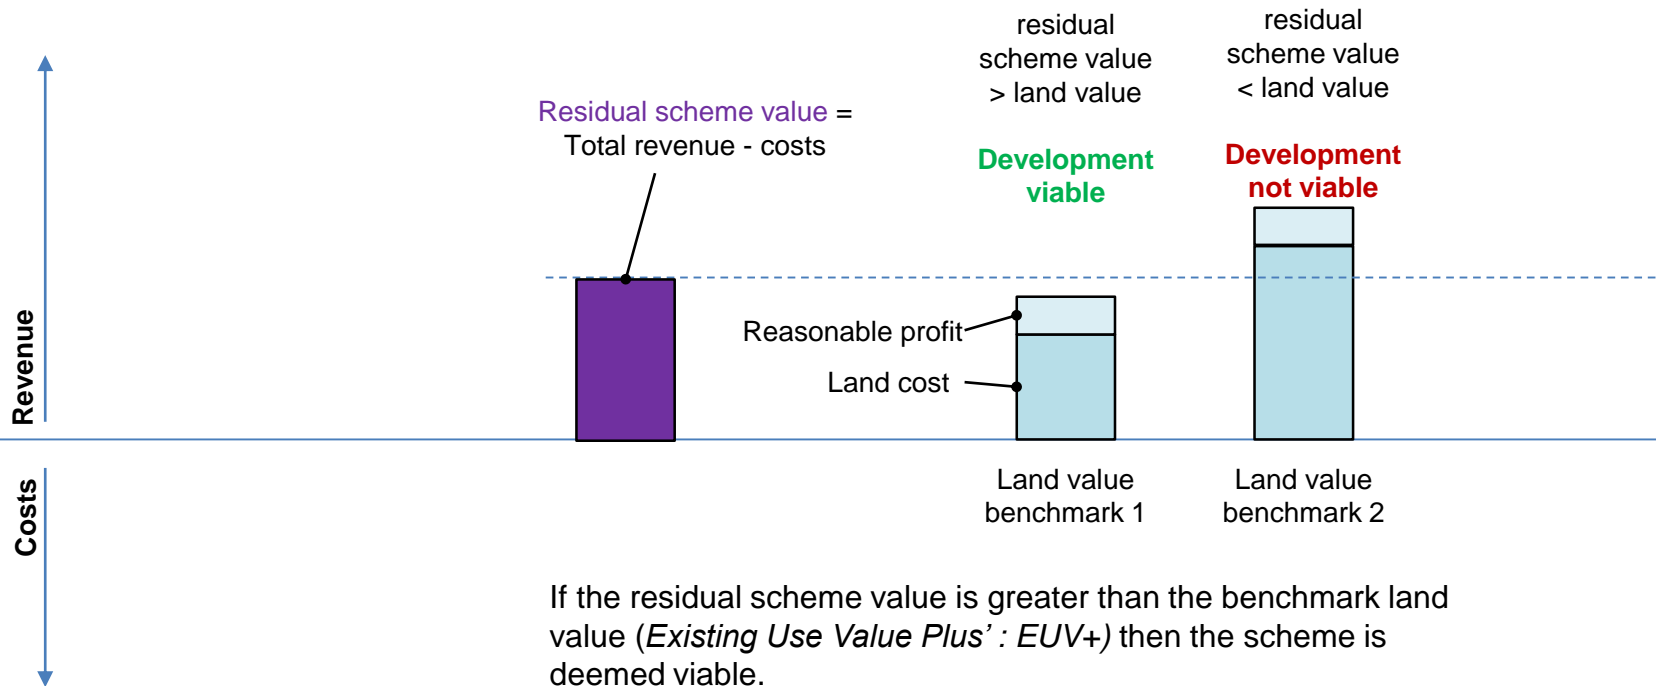 residual
scheme value
> land value
residual
scheme value
< land value
Residual scheme value =
Total revenue - costs
Development
viable
Development
not viable
Revenue
Reasonable profit
Land cost
Costs
Land value
benchmark 1
Land value
benchmark 2
If the residual scheme value is greater than the benchmark land
value (Existing Use Value Plus’ : EUV+) then the scheme is
deemed viable.